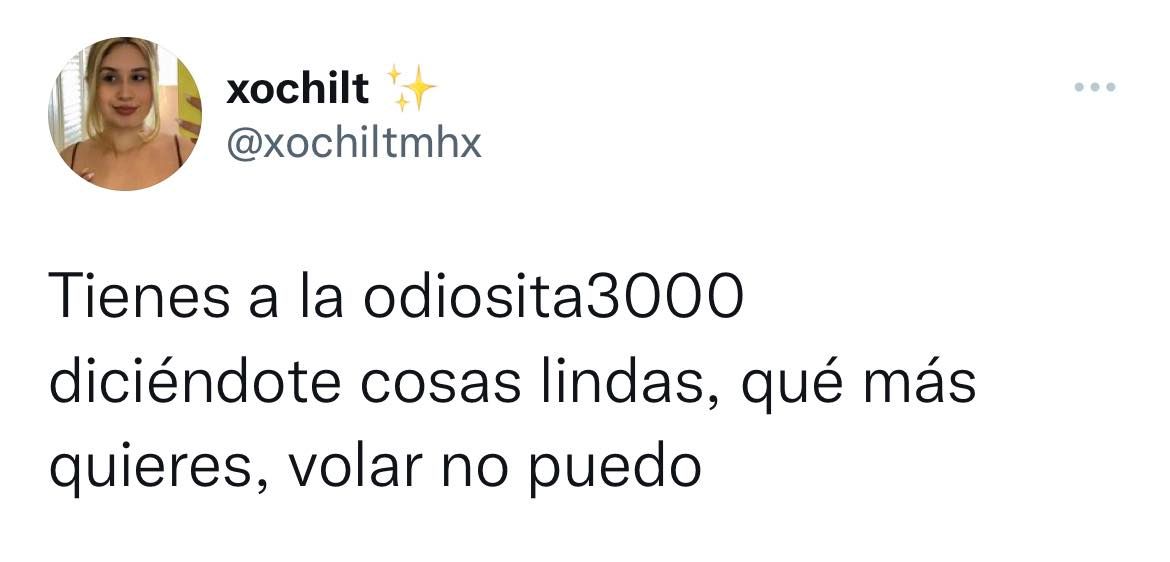 xochilt ✨
@xochiltmhx
Tienes a la odiosita3000
diciéndote cosas lindas, qué más
quieres, volar no puedo